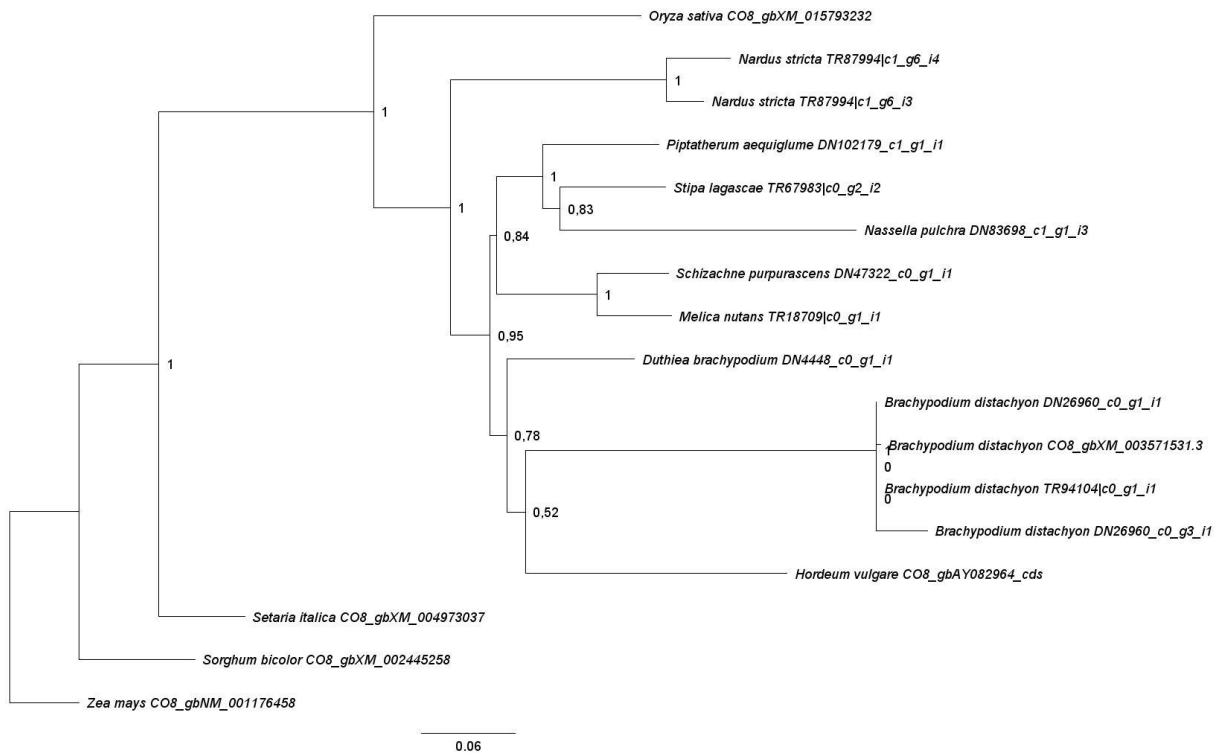 Oryza sativa CO8_gbXM_015793232
Nardus stricta TR87994|c1_g6_i4
1
Nardus stricta TR87994|c1_g6_i3
1
Piptatherum aequiglume DN102179_c1_g1_i1
1
Stipa lagascae TR67983|c0_g2_i2
1
0,83
Nassella pulchra DN83698_c1_g1_i3
0,84
Schizachne purpurascens DN47322_c0_g1_i1
1
Melica nutans TR18709|c0_g1_i1
0,95
Duthiea brachypodium DN4448_c0_g1_i1
1
Brachypodium distachyon DN26960_c0_g1_i1
0,78
Brachypodium distachyon CO8_gbXM_003571531.3
1
0
Brachypodium distachyon TR94104|c0_g1_i1
0
0,52
Brachypodium distachyon DN26960_c0_g3_i1
Hordeum vulgare CO8_gbAY082964_cds
Setaria italica CO8_gbXM_004973037
Sorghum bicolor CO8_gbXM_002445258
Zea mays CO8_gbNM_001176458
0.06